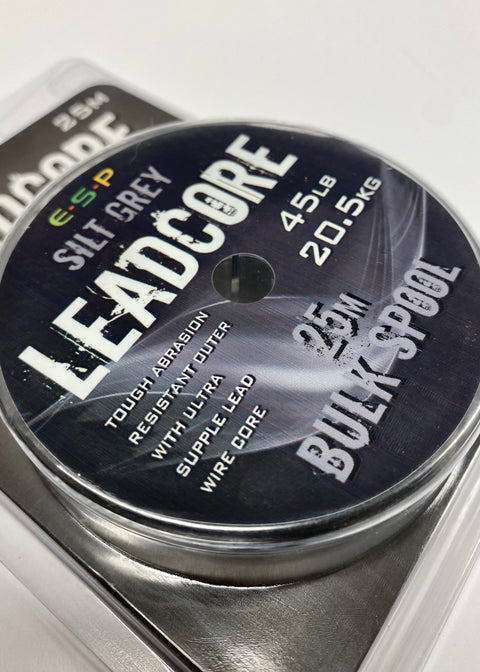 25M
E·S·P
SILT GREY
LEADCORE
45LB
20.5KG
TOUGH ABRASION
RESISTANT OUTER
WITH ULTRA
SUPPLE LEAD
WIRE CORE
25M
BULK SPOOL